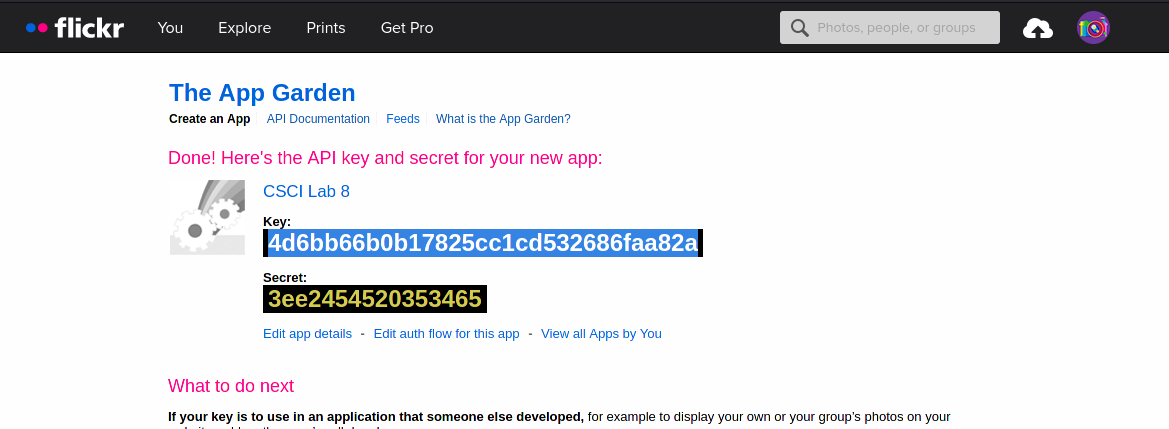 flickr You Explore Prints Get Pro Photos, people, or groups
The App Garden
Create an App API Documentation Feeds What is the App Garden?
Done! Here's the API key and secret for your new app:
CSCI Lab 8
Key:
4d6bb66b0b17825cc1cd532686faa82a
Secret:
3ee2454520353465
Edit app details - Edit auth flow for this app - View all Apps by You
What to do next
If your key is to use in an application that someone else developed, for example to display your own or your group's photos on your